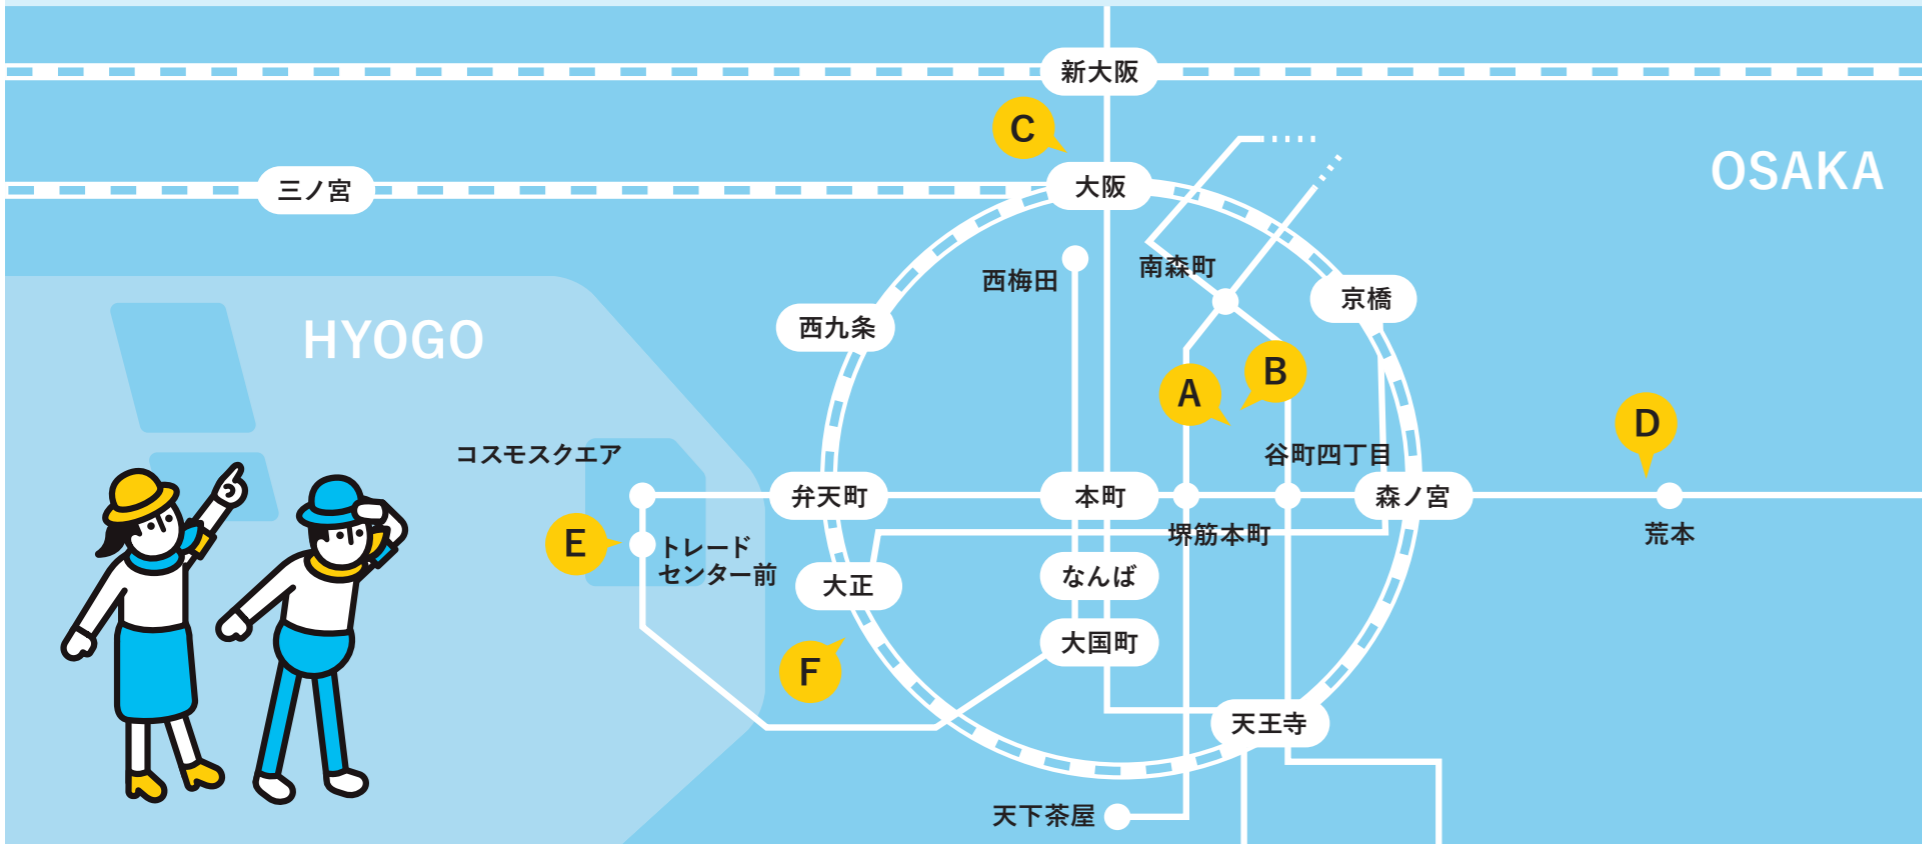 新大阪
C
OSAKA
三ノ宮
大阪
西梅田
南森町
京橋
HYOGO
西九条
A
B
D
コスモスクエア
谷町四丁目
弁天町
本町
森ノ宮
堺筋本町
荒本
E
トレード
センター前
大正
なんば
大国町
F
天王寺
天下茶屋